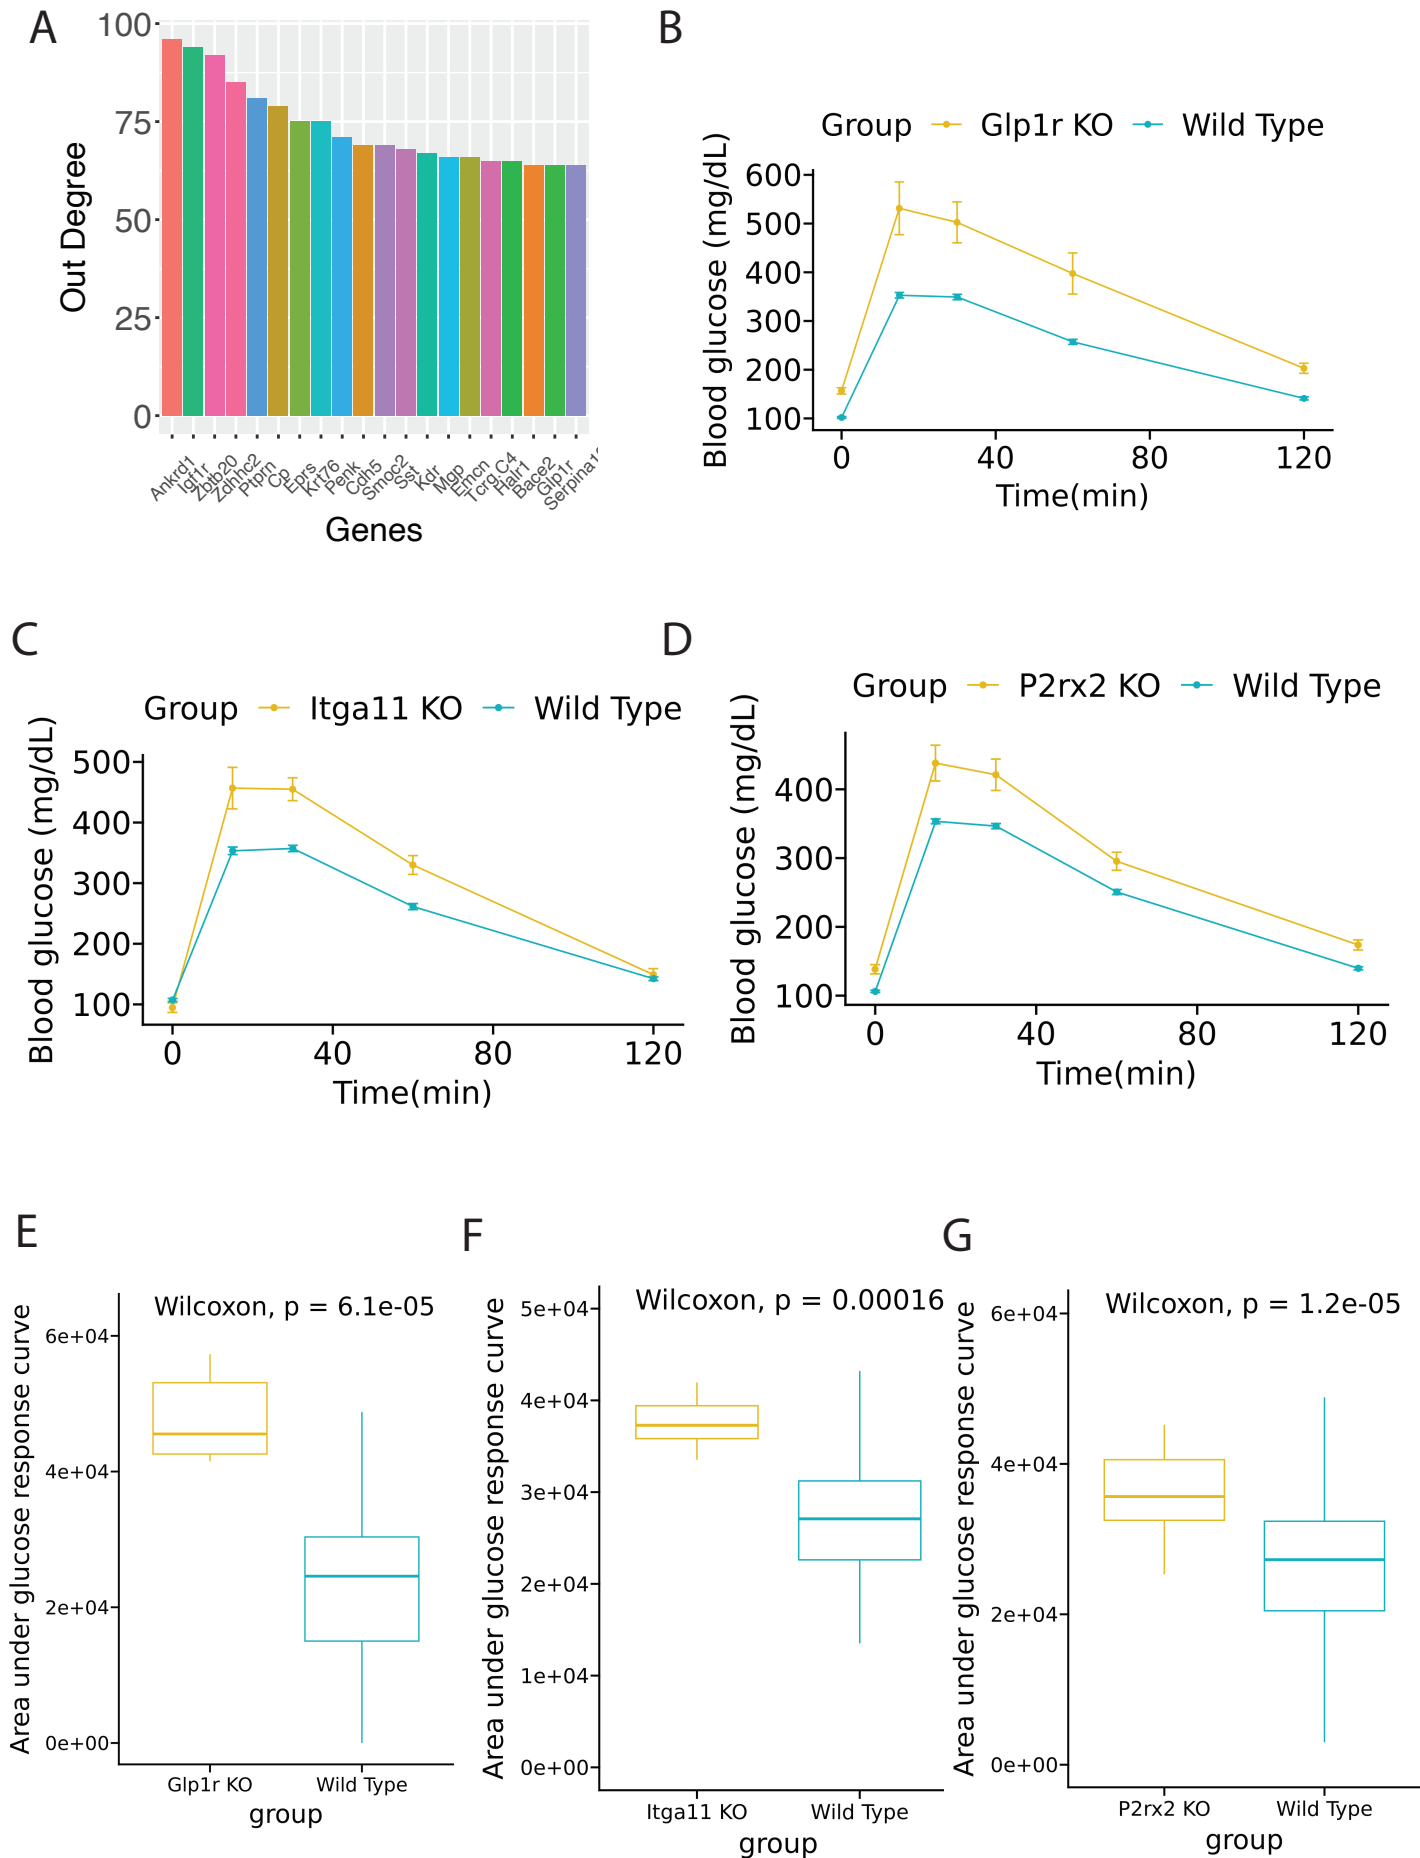 A
100
75
50
25
0
Out Degree
Ankrd1
Igf1r
Zbtb20
Zdhhc2
Ptprn
Cp
Eprs
Krt76
Penk
Cdh5
Smoc2
Sst
Kdr
Mgp
Emcn
Tcrg.C4
Halr1
Bace2
Glp1r
Genes
B
Group Glp1r KO Wild Type
Blood glucose (mg/dL)
600
500
400
300
200
100
0 40 80 120
Time(min)
C
Group Itga11 KO Wild Type
Blood glucose (mg/dL)
500
400
300
200
100
0 40 80 120
Time(min)
D
Group P2rx2 KO Wild Type
Blood glucose (mg/dL)
400
300
200
100
0 40 80 120
Time(min)
E
Wilcoxon, p = 6.1e-05
Area under glucose response curve
6e+04
4e+04
2e+04
0e+00
Glp1r KO Wild Type
group
F
Wilcoxon, p = 0.00016
Area under glucose response curve
5e+04
4e+04
3e+04
2e+04
1e+04
0e+00
Itga11 KO Wild Type
group
G
Wilcoxon, p = 1.2e-05
Area under glucose response curve
6e+04
4e+04
2e+04
0e+00
P2rx2 KO Wild Type
group